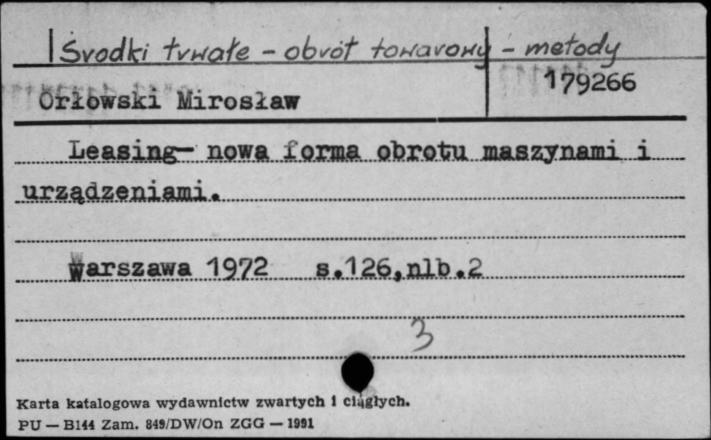 Środki trwałe - obrót towarowy - metody
179266
Orłowski Mirosław
Leasing— nowa forma obrotu maszynami i
urządzeniami.
Warszawa 1972 s.126,nlb.2
3
Karta katalogowa wydawnictw zwartych i ciągłych.
PU — B144 Zam. 849/DW/On ZGG — 1991